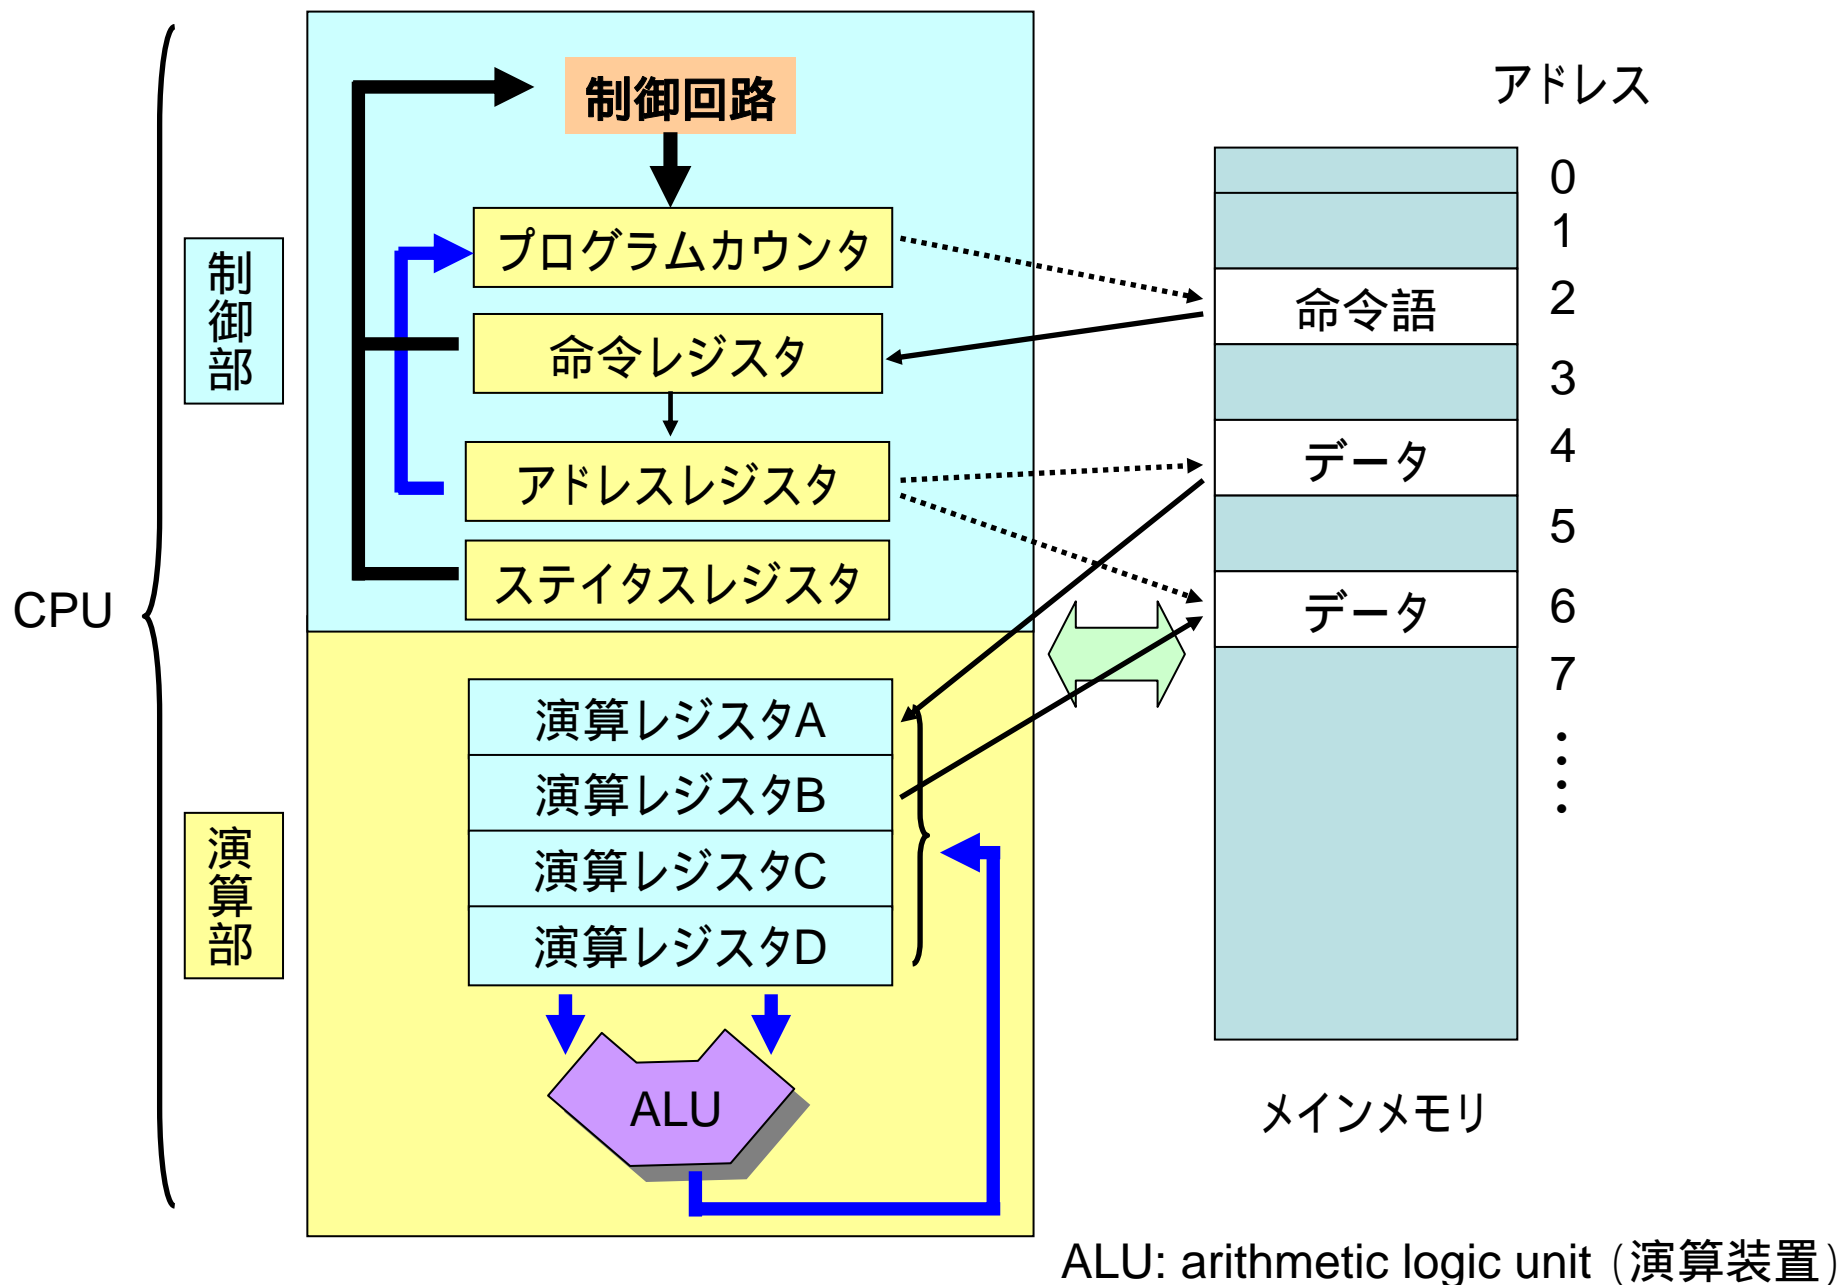 CPU
制御部
演算部
制御回路
プログラムカウンタ
命令レジスタ
アドレスレジスタ
ステイタスレジスタ
演算レジスタA
演算レジスタB
演算レジスタC
演算レジスタD
ALU
アドレス
命令語
データ
データ
0
1
2
3
4
5
6
7
・・・・
メインメモリ
ALU: arithmetic logic unit (演算装置)